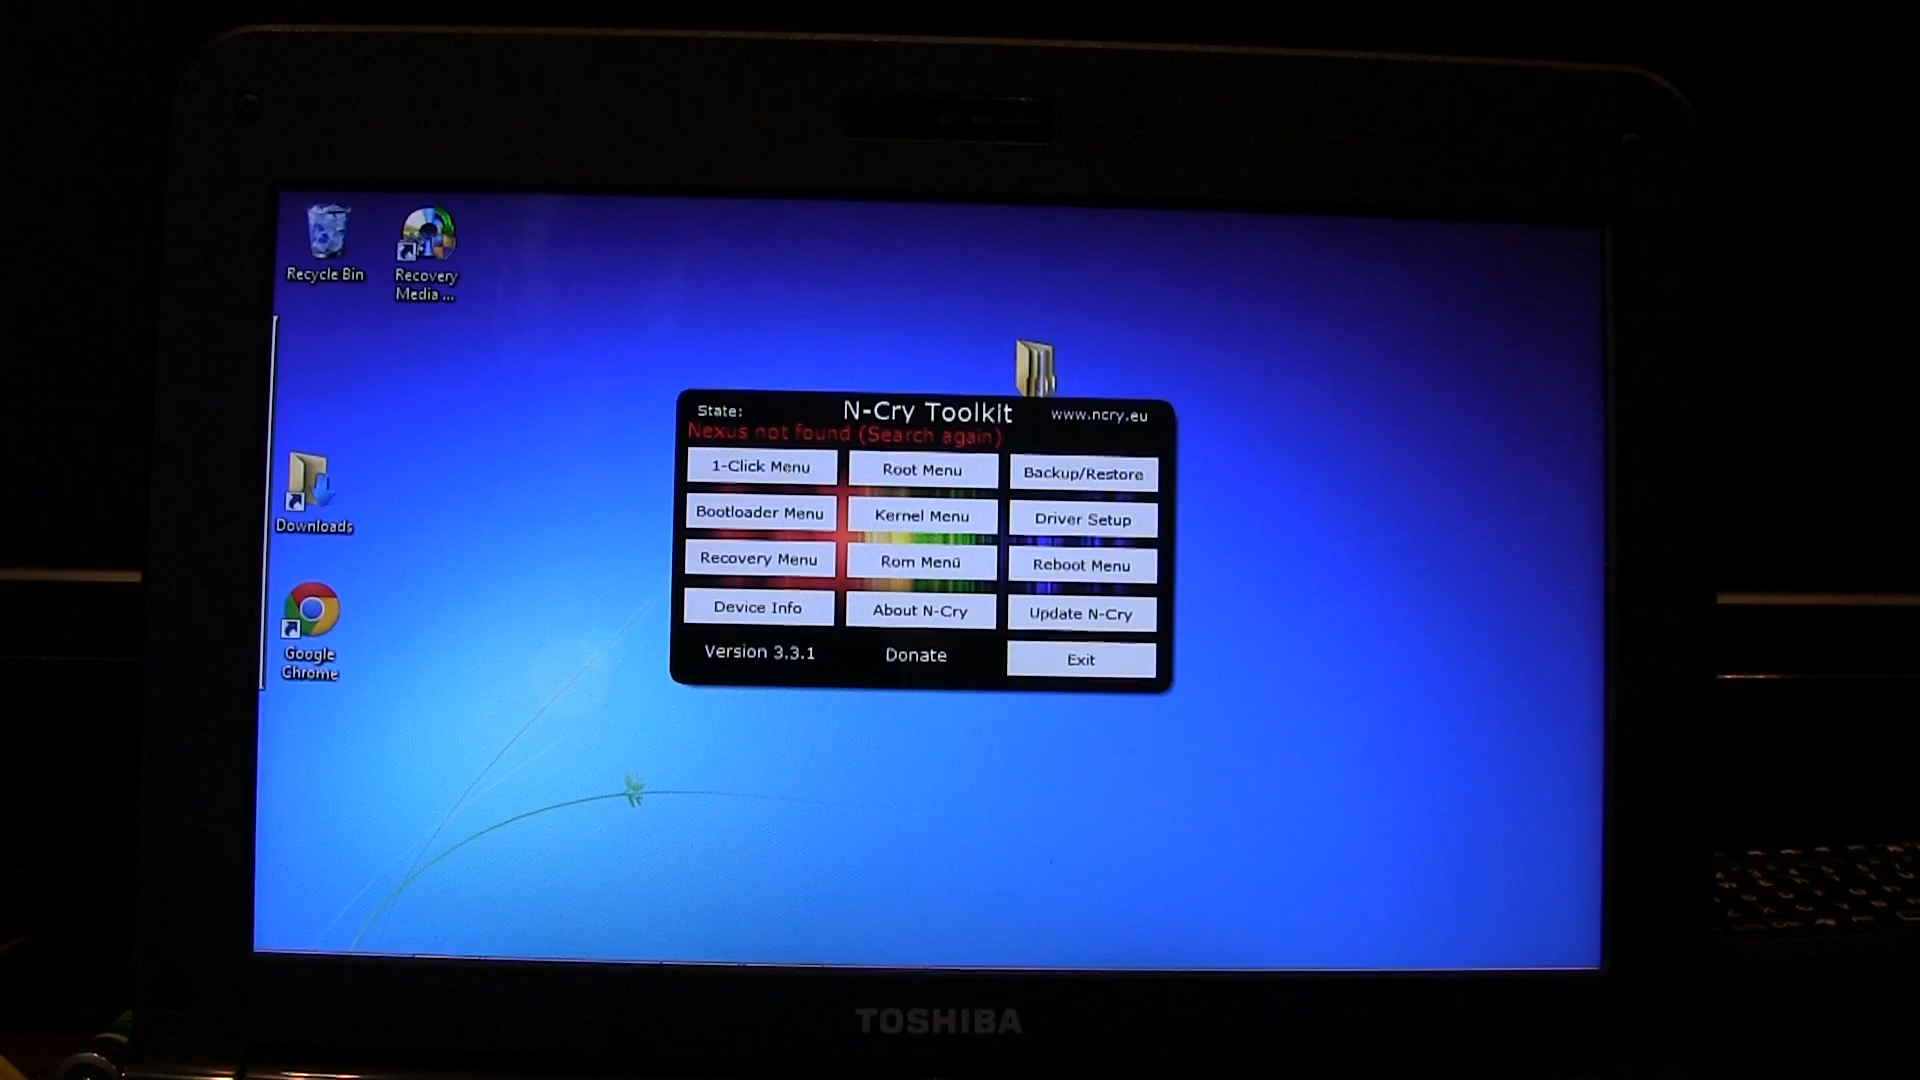 Recycle Bin
Recovery
Media ...
Downloads
Google
Chrome
State:
N-Cry Toolkit
www.ncry.eu
Nexus not found (Search again)
1-Click Menu
Root Menu
Backup/Restore
Bootloader Menu
Kernel Menu
Driver Setup
Recovery Menu
Rom Menü
Reboot Menu
Device Info
About N-Cry
Update N-Cry
Version 3.3.1
Donate
Exit
TOSHIBA